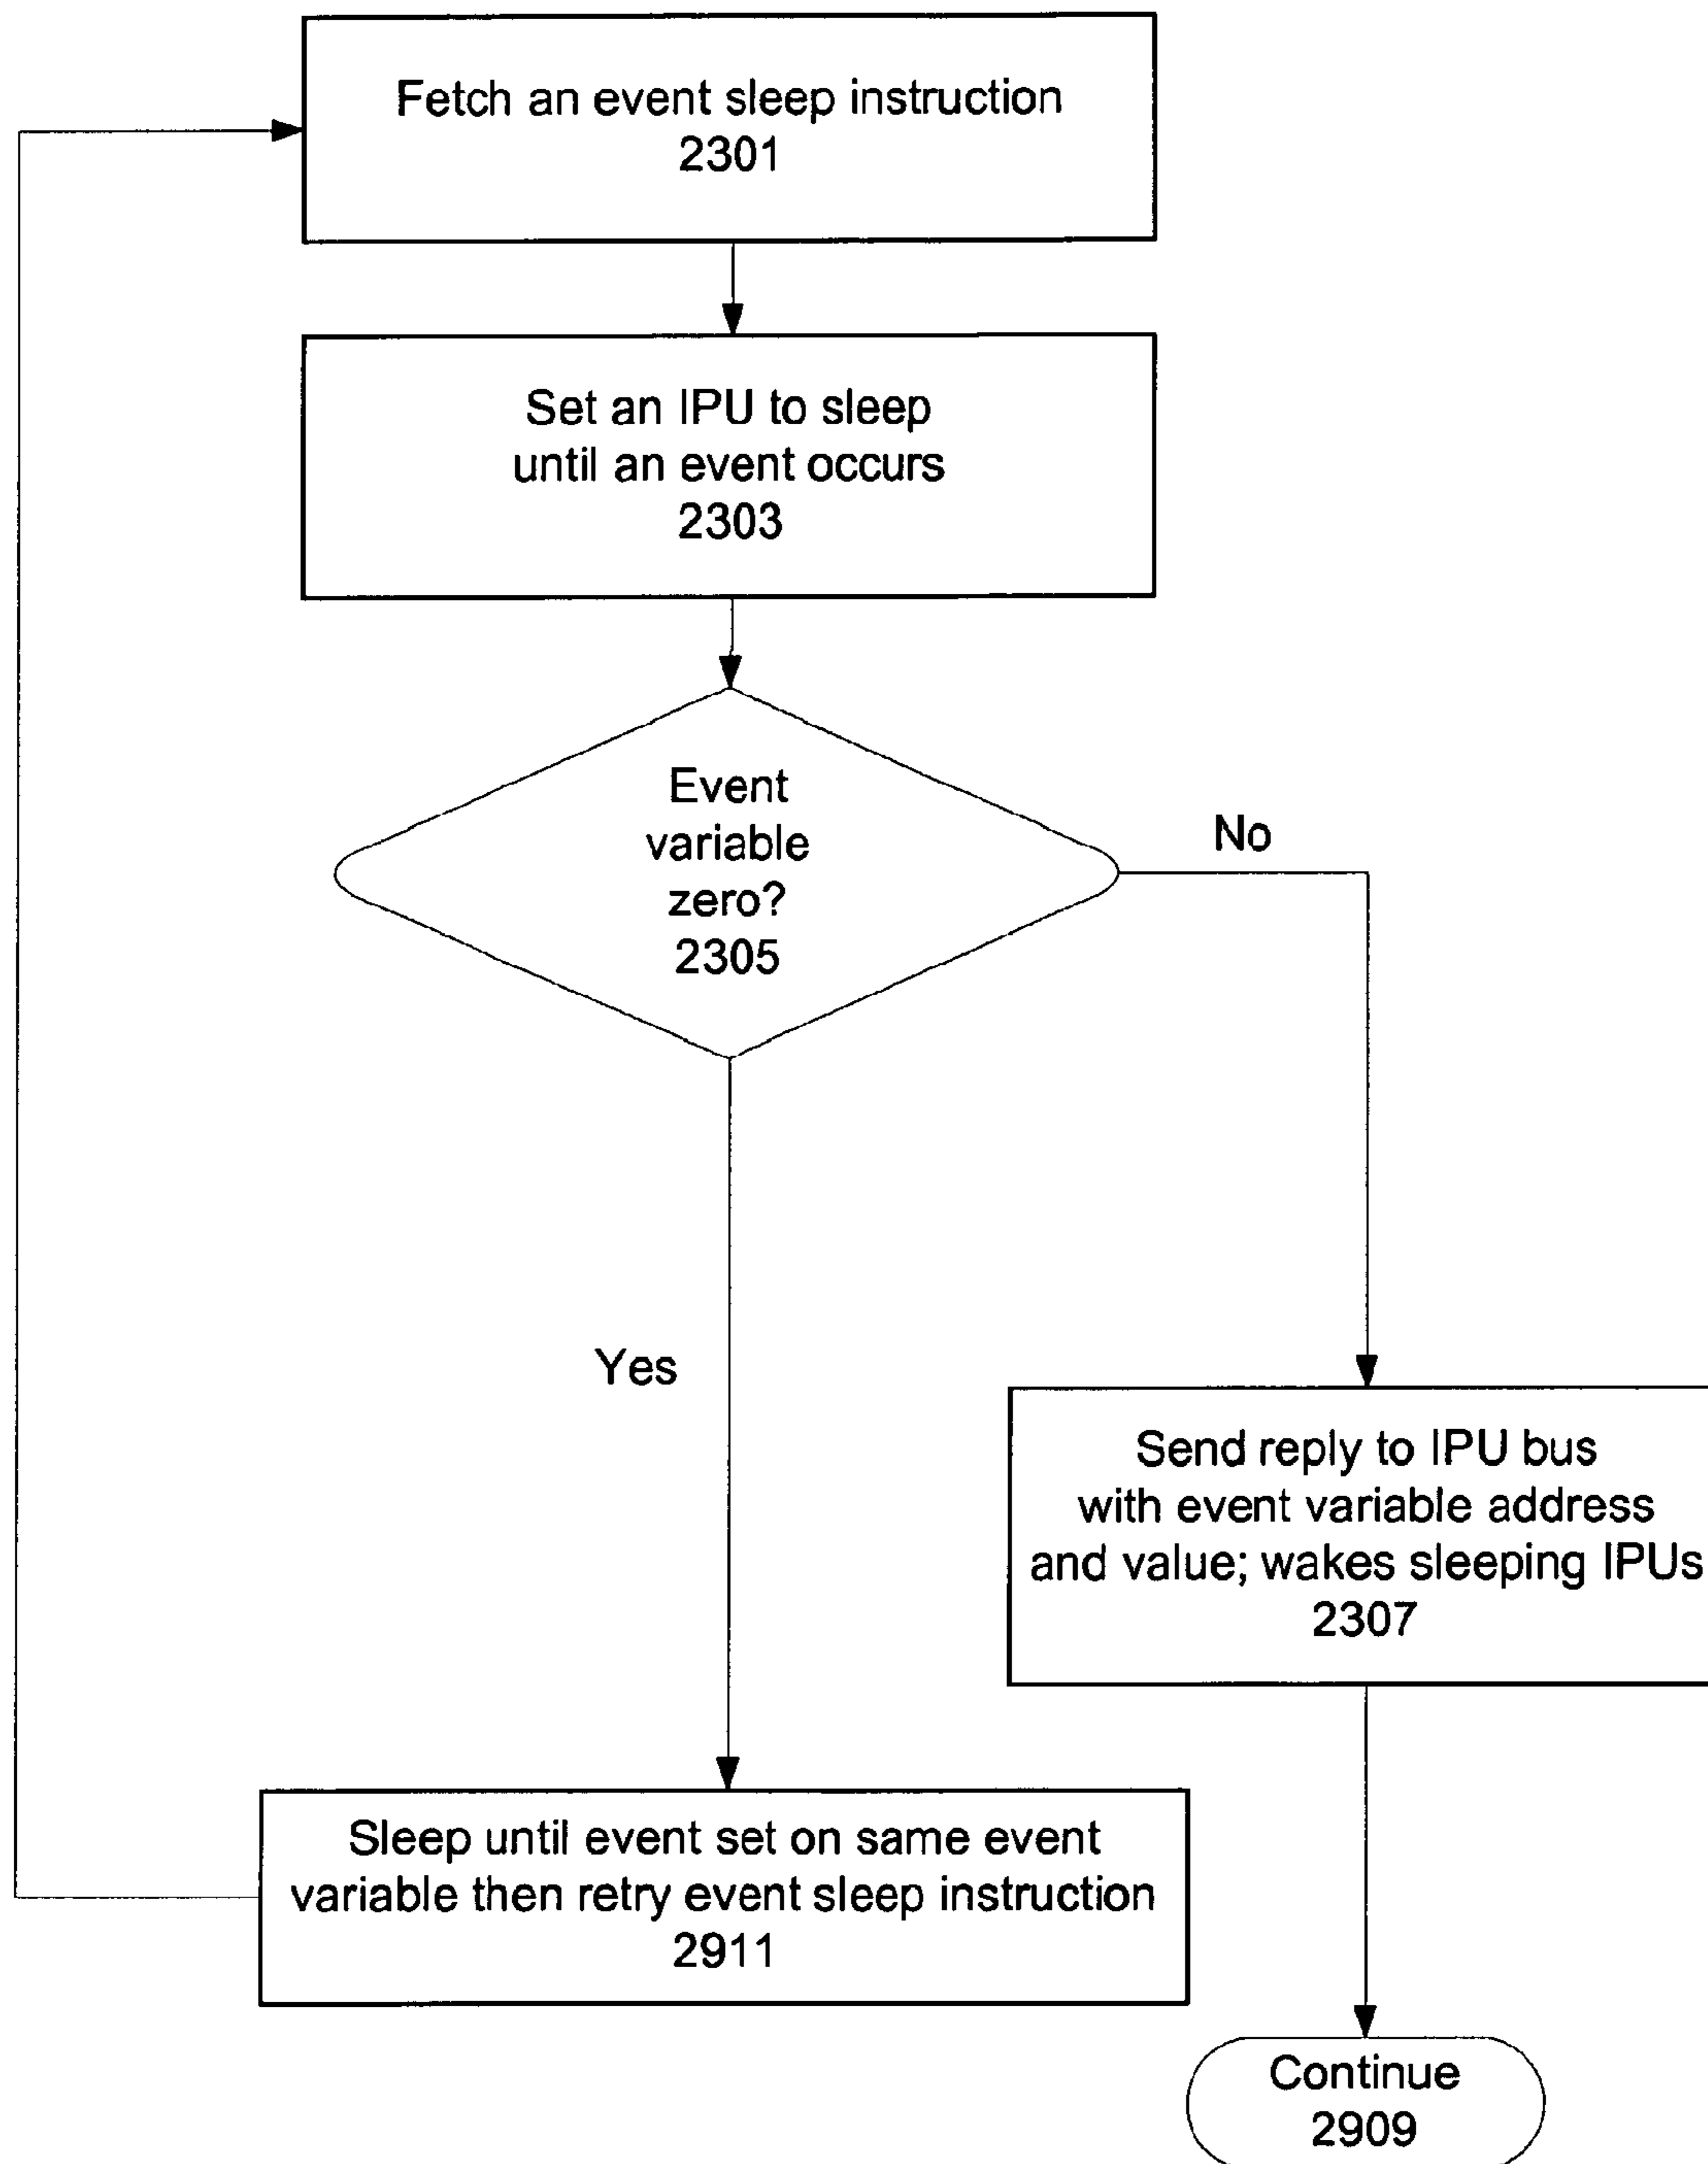 Fetch an event sleep instruction
2301
Set an IPU to sleep
until an event occurs
2303
Event
variable
zero?
2305
No
Yes
Send reply to IPU bus
with event variable address
and value; wakes sleeping IPUs
2307
Sleep until event set on same event
variable then retry event sleep instruction
2911
Continue
2909